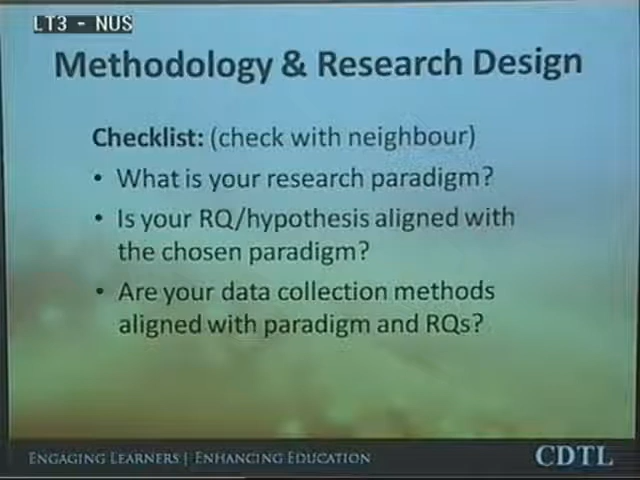 LT3 - NUS
Methodology & Research Design
Checklist: (check with neighbour)
• What is your research paradigm?
• Is your RQ/hypothesis aligned with
the chosen paradigm?
• Are your data collection methods
aligned with paradigm and RQs?
ENGAGING LEARNERS | ENHANCING EDUCATION
CDTL